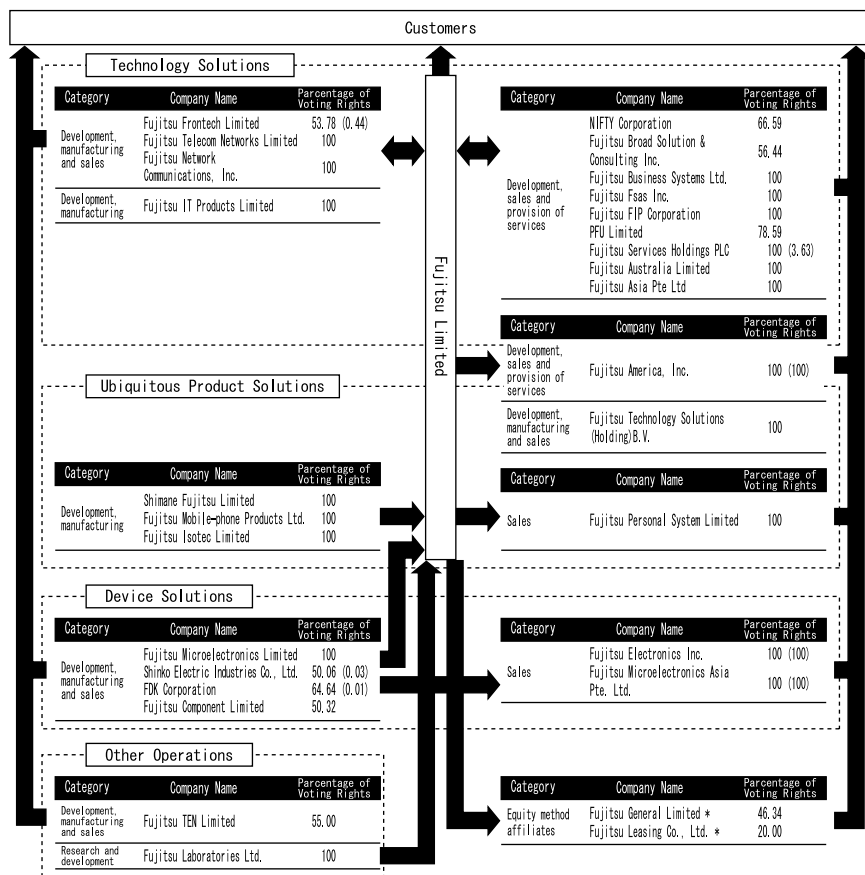 Customers
Technology Solutions
Category Company Name Parcentage of Voting Rights
Development, manufacturing and sales
Fujitsu Frontech Limited 53.78 (0.44)
Fujitsu Telecom Networks Limited 100
Fujitsu Network Communications, Inc. 100
Development, manufacturing
Fujitsu IT Products Limited 100
Category Company Name Parcentage of Voting Rights
Development, sales and provision of services
NIFTY Corporation 66.59
Fujitsu Broad Solution & Consulting Inc. 56.44
Fujitsu Business Systems Ltd. 100
Fujitsu Fsas Inc. 100
Fujitsu FIP Corporation 100
PFU Limited 78.59
Fujitsu Services Holdings PLC 100 (3.63)
Fujitsu Australia Limited 100
Fujitsu Asia Pte Ltd 100
Fujitsu Limited
Category Company Name Parcentage of Voting Rights
Development, sales and provision of services
Fujitsu America, Inc. 100 (100)
Development, manufacturing and sales
Fujitsu Technology Solutions (Holding)B.V. 100
Ubiquitous Product Solutions
Category Company Name Parcentage of Voting Rights
Development, manufacturing
Shimane Fujitsu Limited 100
Fujitsu Mobile-phone Products Ltd. 100
Fujitsu Isotec Limited 100
Category Company Name Parcentage of Voting Rights
Sales Fujitsu Personal System Limited 100
Device Solutions
Category Company Name Parcentage of Voting Rights
Development, manufacturing and sales
Fujitsu Microelectronics Limited 100
Shinko Electric Industries Co., Ltd. 50.06 (0.03)
FDK Corporation 64.64 (0.01)
Fujitsu Component Limited 50.32
Category Company Name Parcentage of Voting Rights
Sales
Fujitsu Electronics Inc. 100 (100)
Fujitsu Microelectronics Asia Pte. Ltd. 100 (100)
Other Operations
Category Company Name Parcentage of Voting Rights
Development, manufacturing and sales
Fujitsu TEN Limited 55.00
Research and development
Fujitsu Laboratories Ltd. 100
Category Company Name Parcentage of Voting Rights
Equity method affiliates
Fujitsu General Limited * 46.34
Fujitsu Leasing Co., Ltd. * 20.00